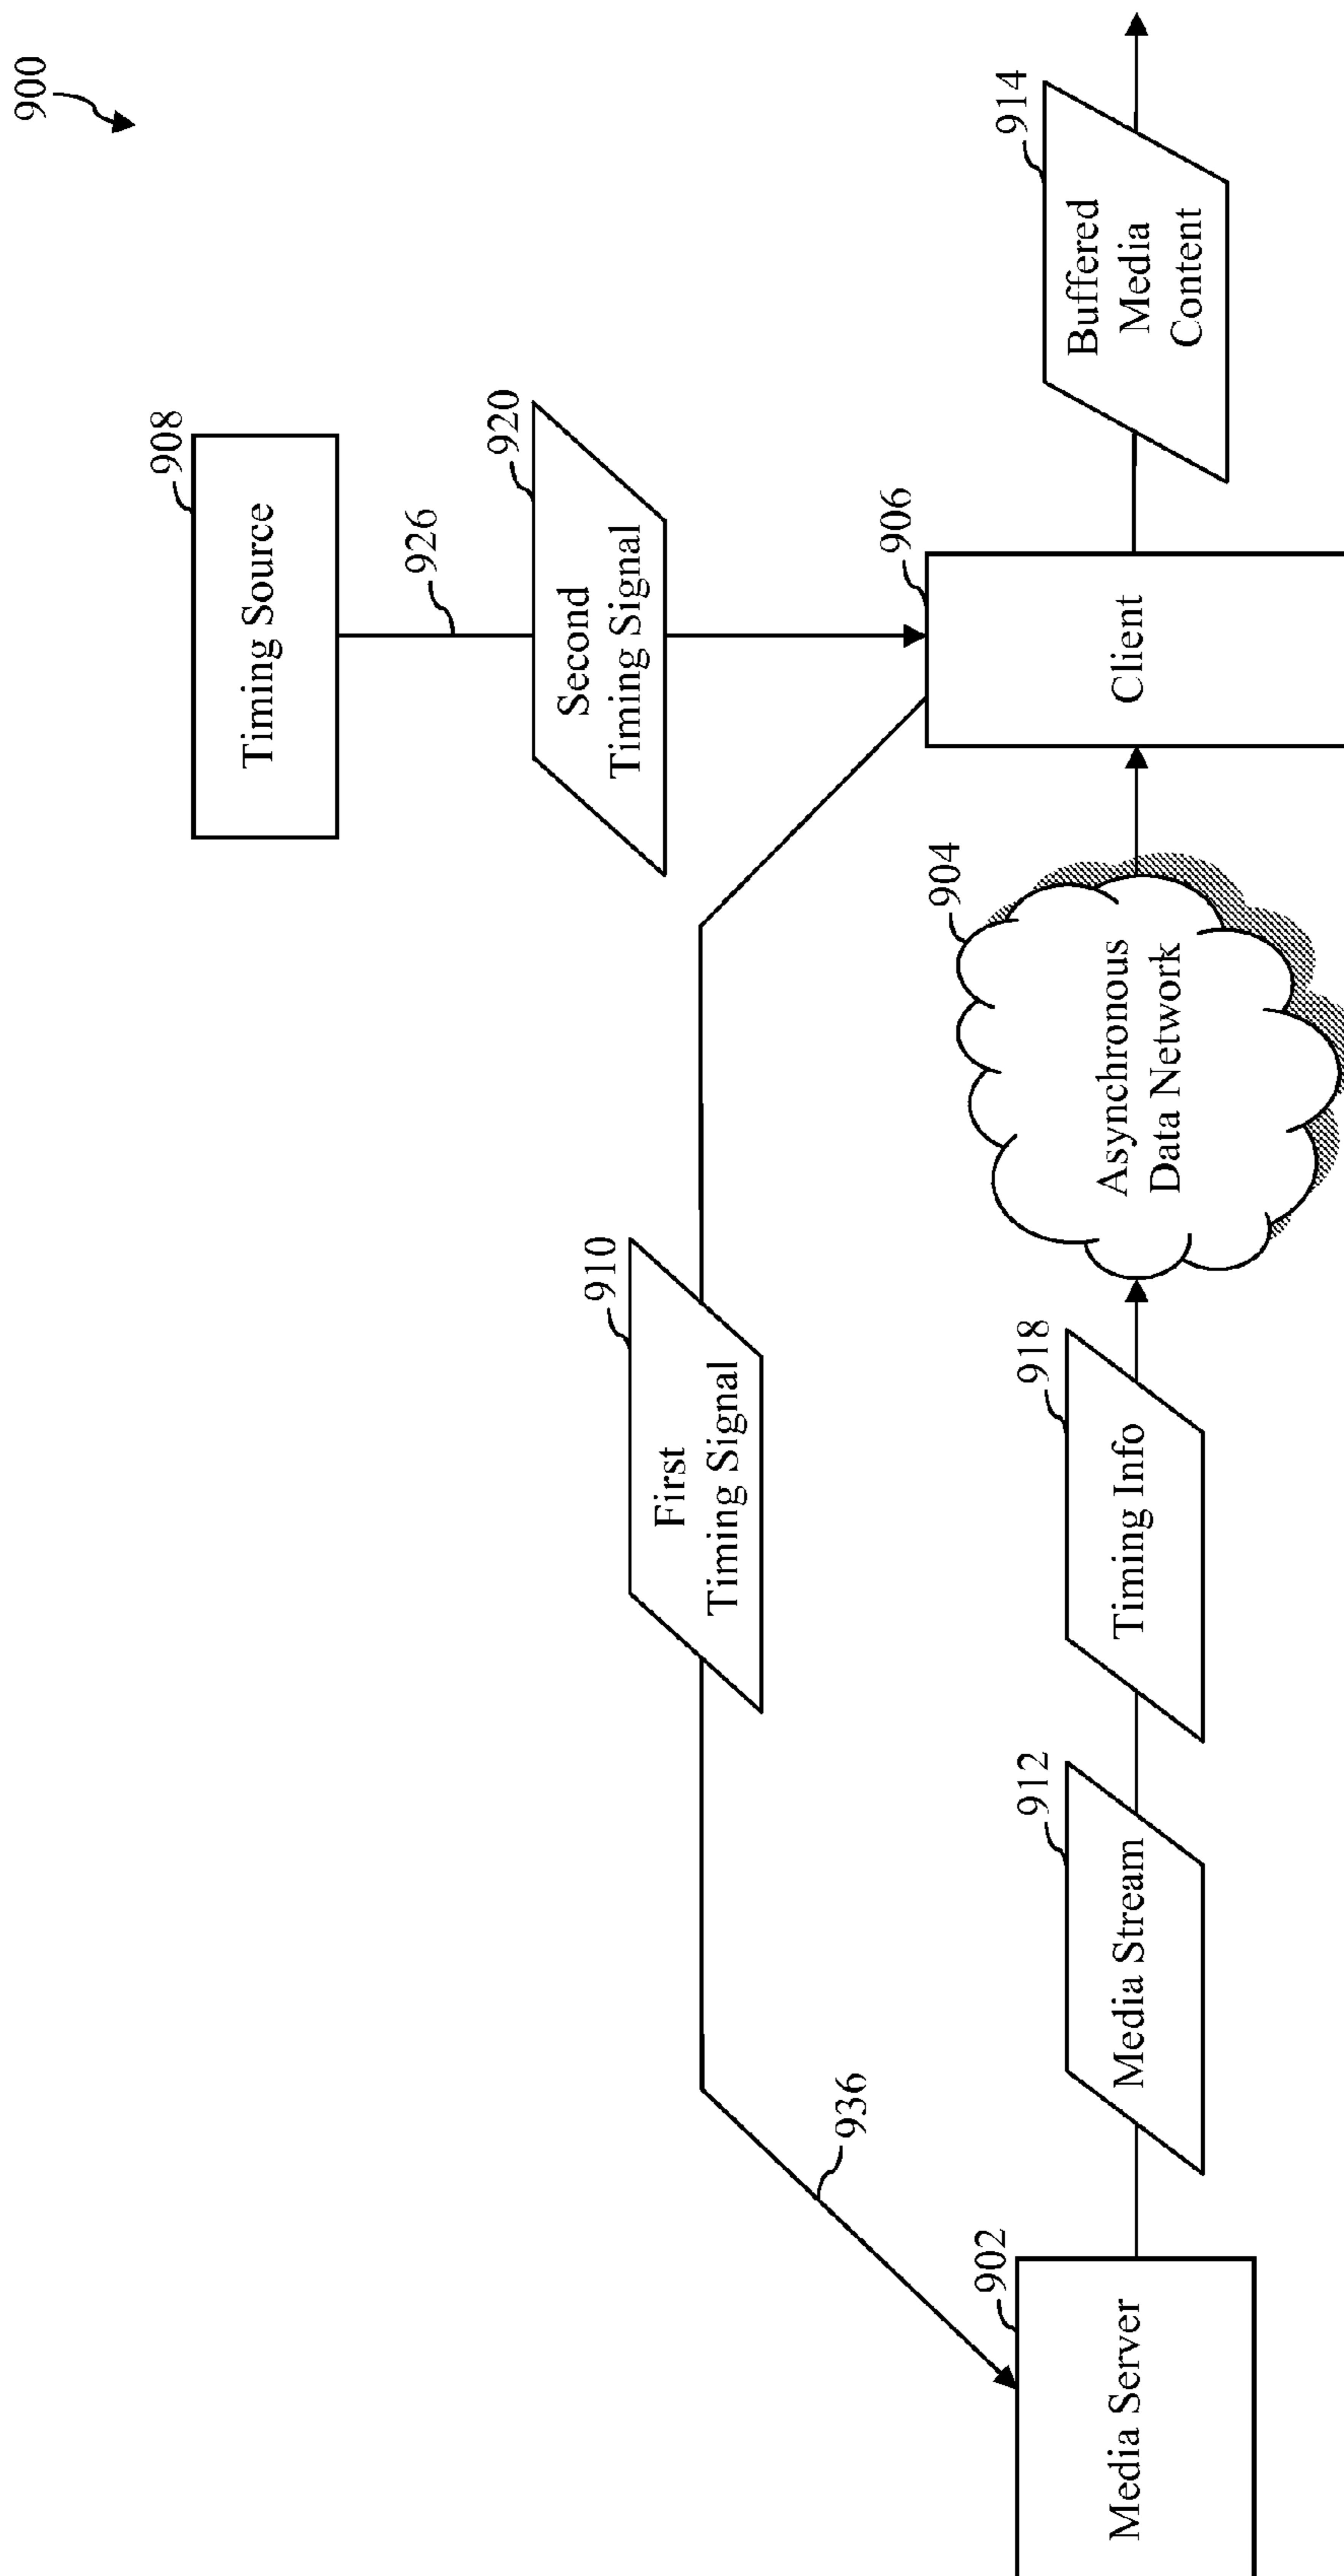 900
Timing Source
908
926
Second
Timing Signal
920
First
Timing Signal
910
936
Media Server
902
Media Stream
912
Timing Info
918
Asynchronous
Data Network
904
Client
906
Buffered
Media
Content
914